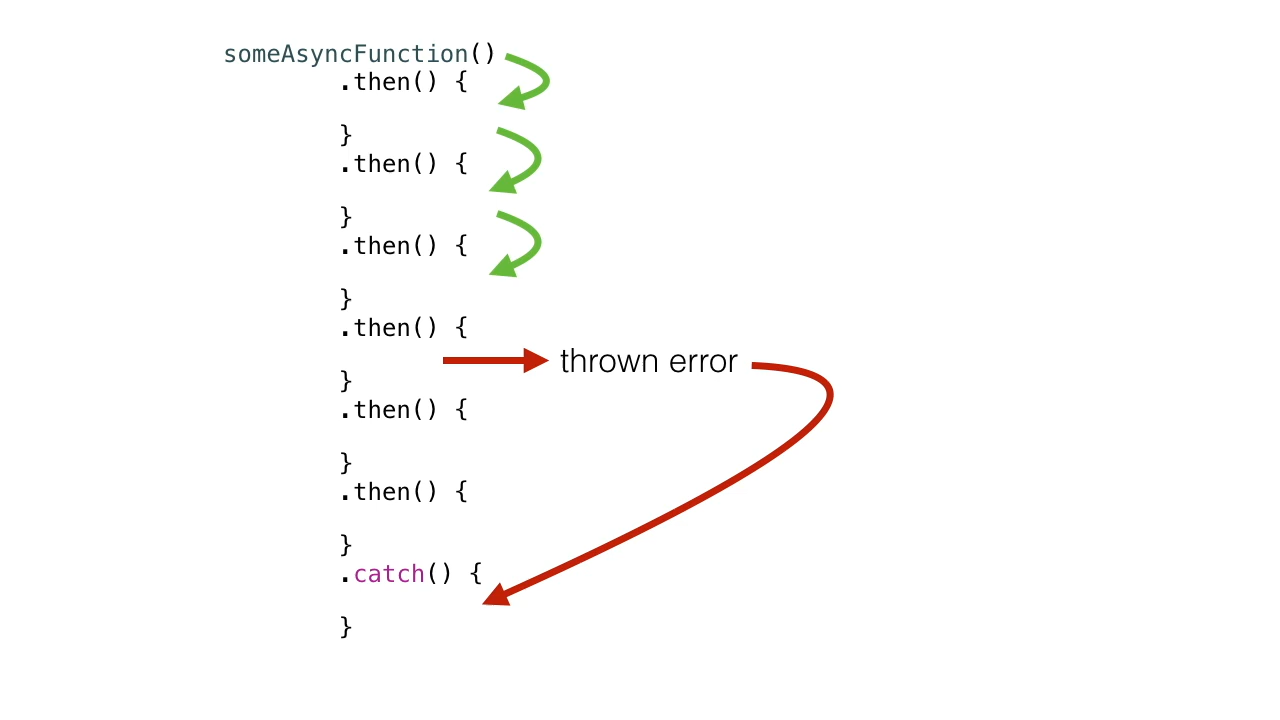 someAsyncFunction()
.then() {
}
.then() {
}
.then() {
}
.then() {
thrown error
}
.then() {
}
.then() {
}
.catch() {
}